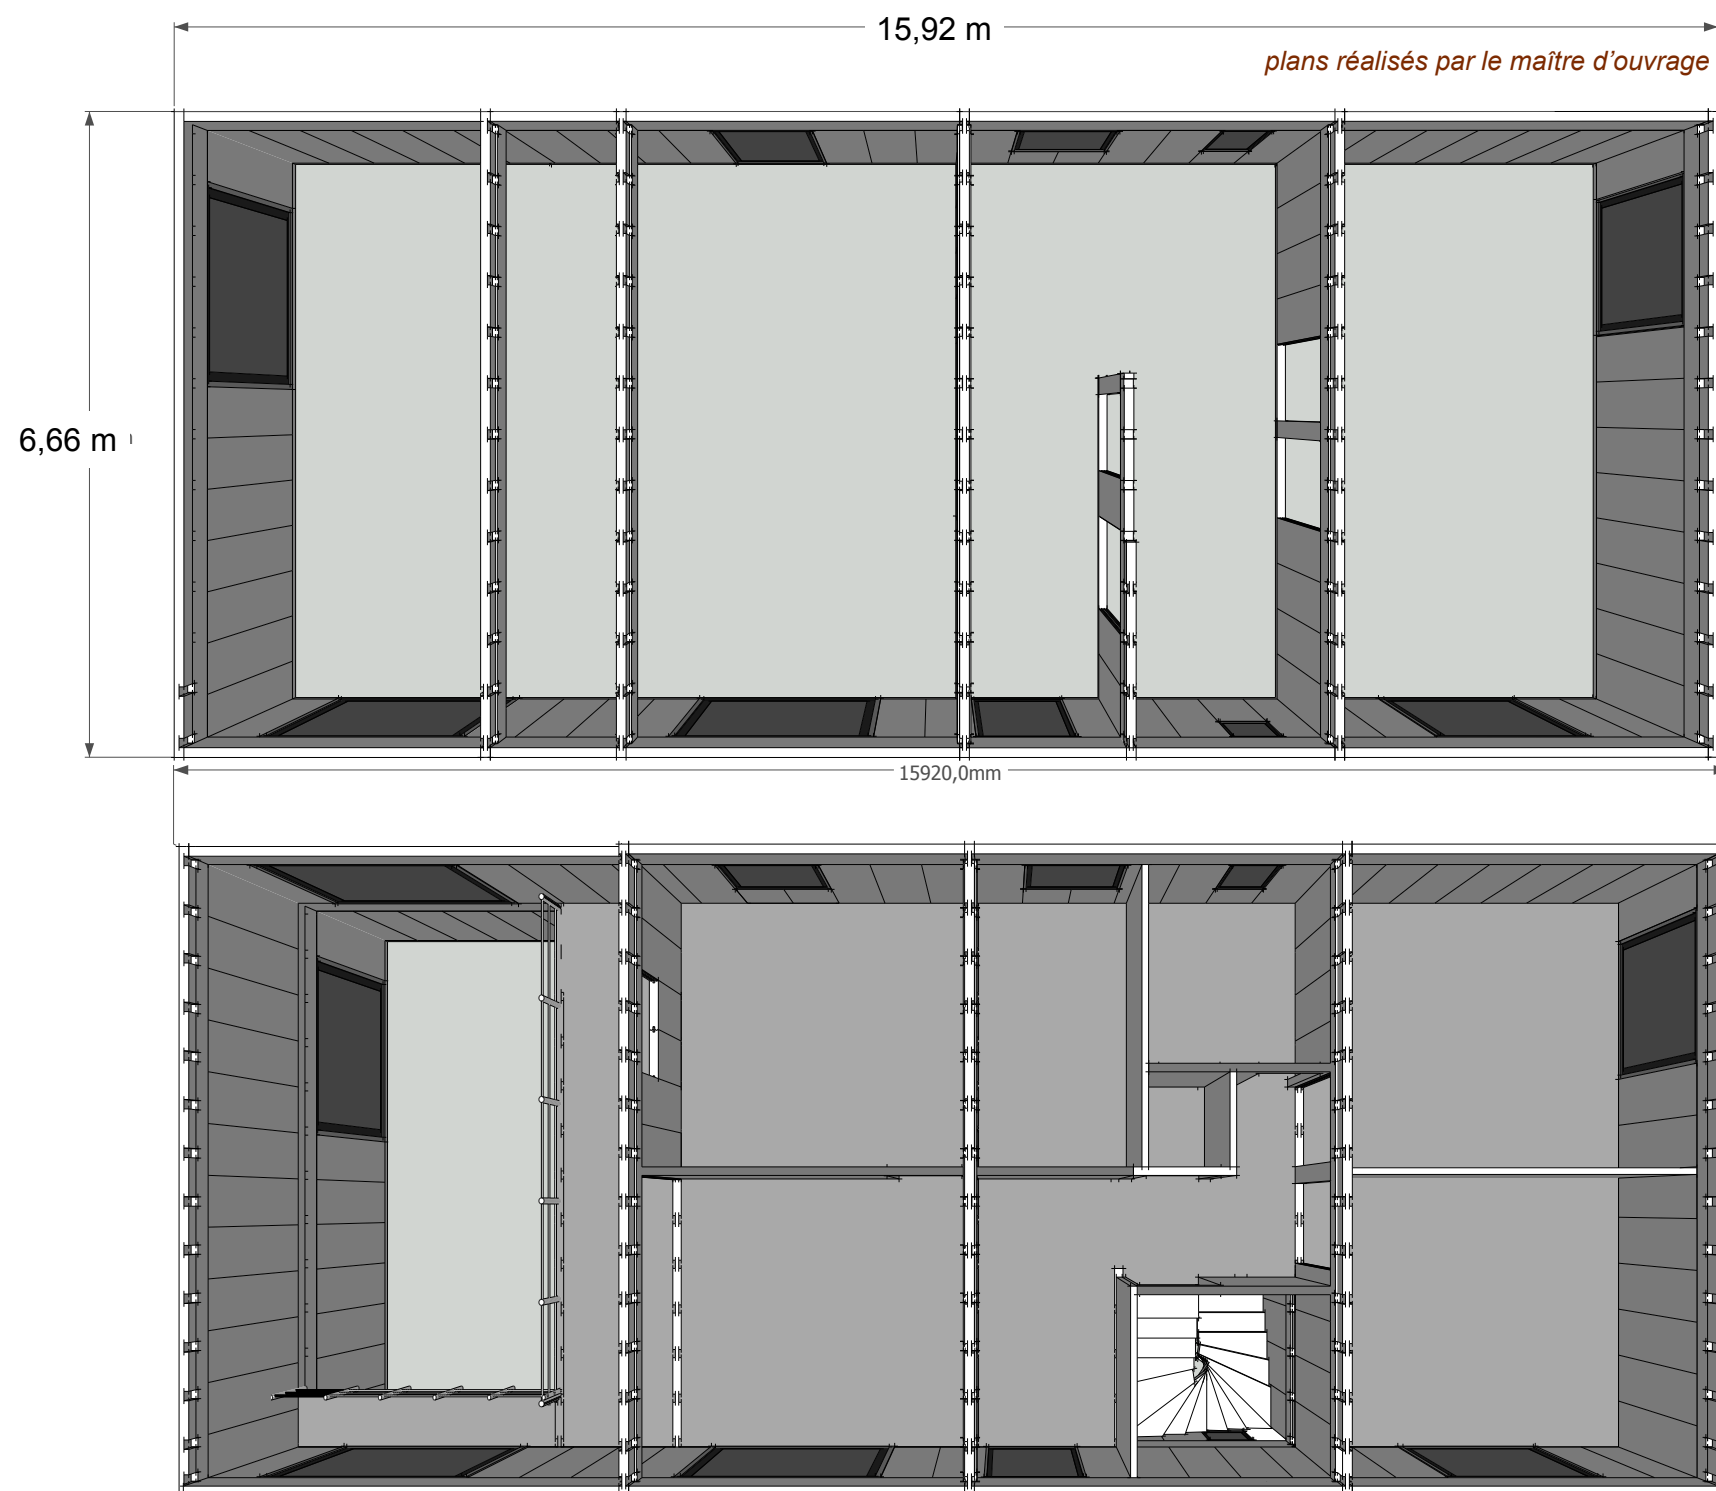 15,92 m
plans réalisés par le maître d’ouvrage
6,66 m
15920,0mm